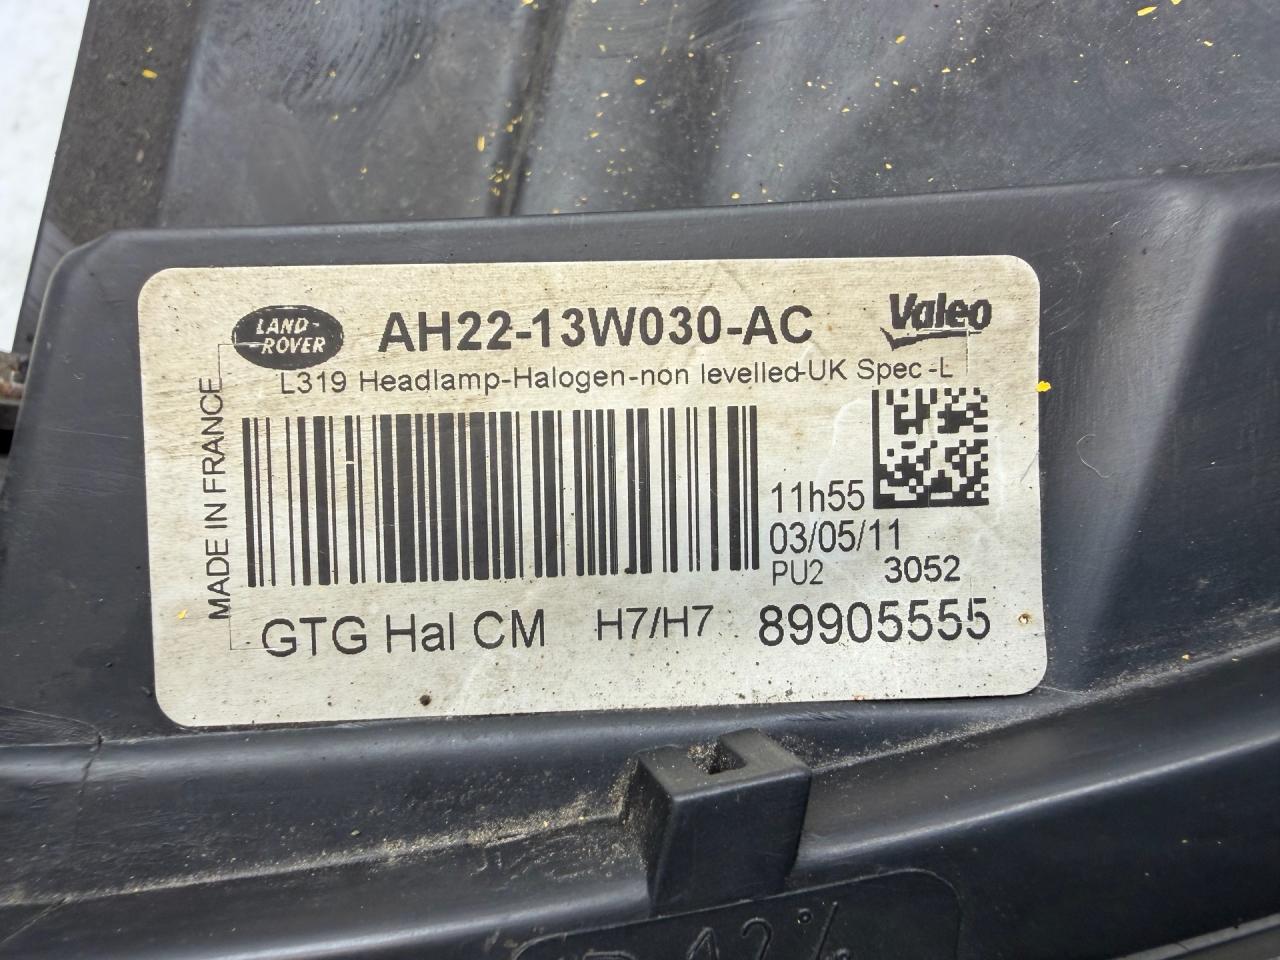 LAND-
ROVER
AH22-13W030-AC
Valeo
L319 Headlamp-Halogen-non levelled-UK Spec -L
MADE IN FRANCE
11h55
03/05/11
PU2 3052
GTG Hal CM H7/H7 89905555